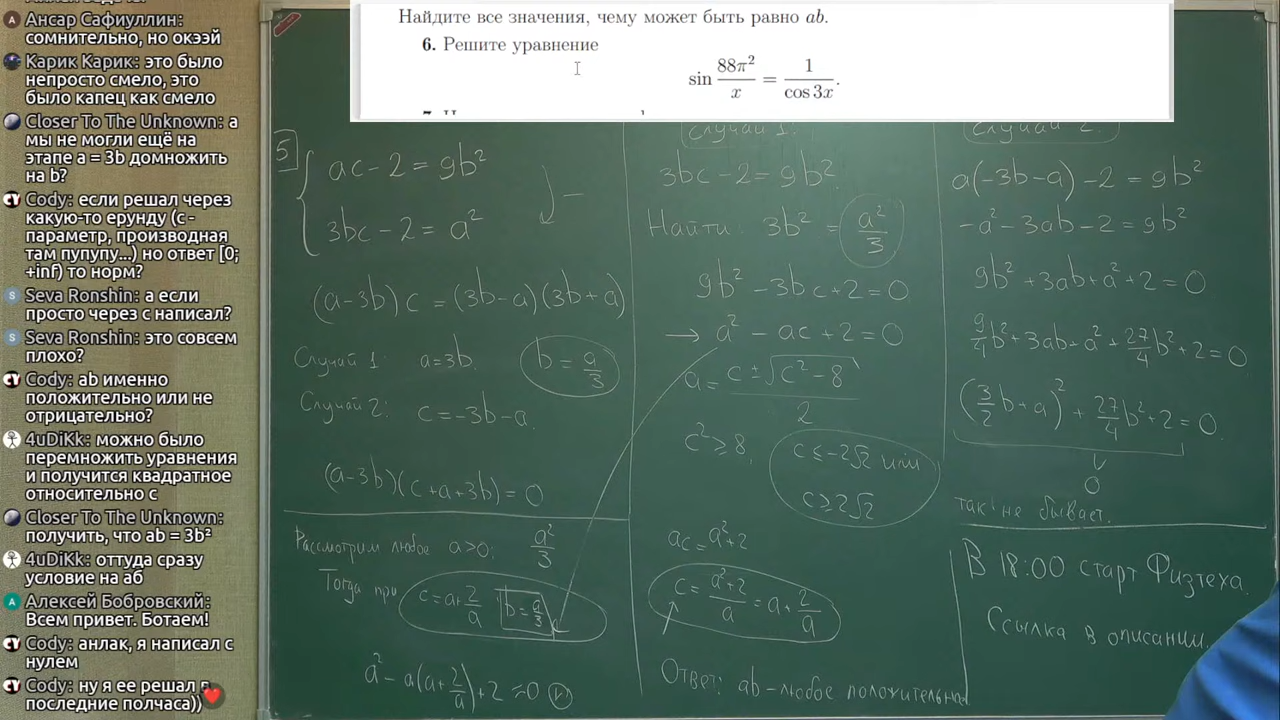 Ансар Сафиуллин:
сомнительно, но окээй
Карик Карик: это было
непросто смело, это
было капец как смело
Closer To The Unknown: а
мы не могли ещё на
этапе a = 3b домножить
на b?
Cody: если решал через
какую-то ерунду (с -
параметр, производная
там пупупу...) но ответ [0;
+inf) то норм?
Seva Ronshin: а если
просто через с написал?
Seva Ronshin: это совсем
плохо?
Cody: ab именно
положительно или не
отрицательно?
4uDiKk: можно было
перемножить уравнения
и получится квадратное
относительно с
Closer To The Unknown:
получить, что ab = 3b²
4uDiKk: оттуда сразу
условие на аб
Алексей Бобровский:
Всем привет. Ботаем!
Cody: анлак, я написал с
нулем
Cody: ну я ее решал в
последние полчаса))
Найдите все значения, чему может быть равно ab.
6. Решите уравнение
sin 88π²/x = 1/cos 3x.
5
ac - 2 = 9b²
3bc - 2 = a²
(a-3b)c = (3b-a)(3b+a)
Случай 1: a=3b b = a/3
Случай 2: c = -3b-a.
(a-3b)(c+a+3b) = 0
Рассмотрим любое a>0; a²/3
Тогда при c = a + 2/a b = a/3
a² - a(a + 2/a) + 2 = 0
Случай 1.
3bc - 2 = 9b².
Найти: 3b² = a²/3
9b² - 3bc + 2 = 0
→ a² - ac + 2 = 0
a = (c ± √(c² - 8))/2
c² ≥ 8
c ≤ -2√2 или
c ≥ 2√2
ac = a² + 2
c = (a²+2)/a = a + 2/a
Ответ: ab - любое положительное
Случай 2.
a(-3b-a) - 2 = 9b²
-a² - 3ab - 2 = 9b²
9b² + 3ab + a² + 2 = 0
9/4 b² + 3ab + a² + 27/4 b² + 2 = 0
(3/2 b + a)² + 27/4 b² + 2 = 0.
0
так не бывает.
В 18:00 старт Физтеха.
Ссылка в описании.